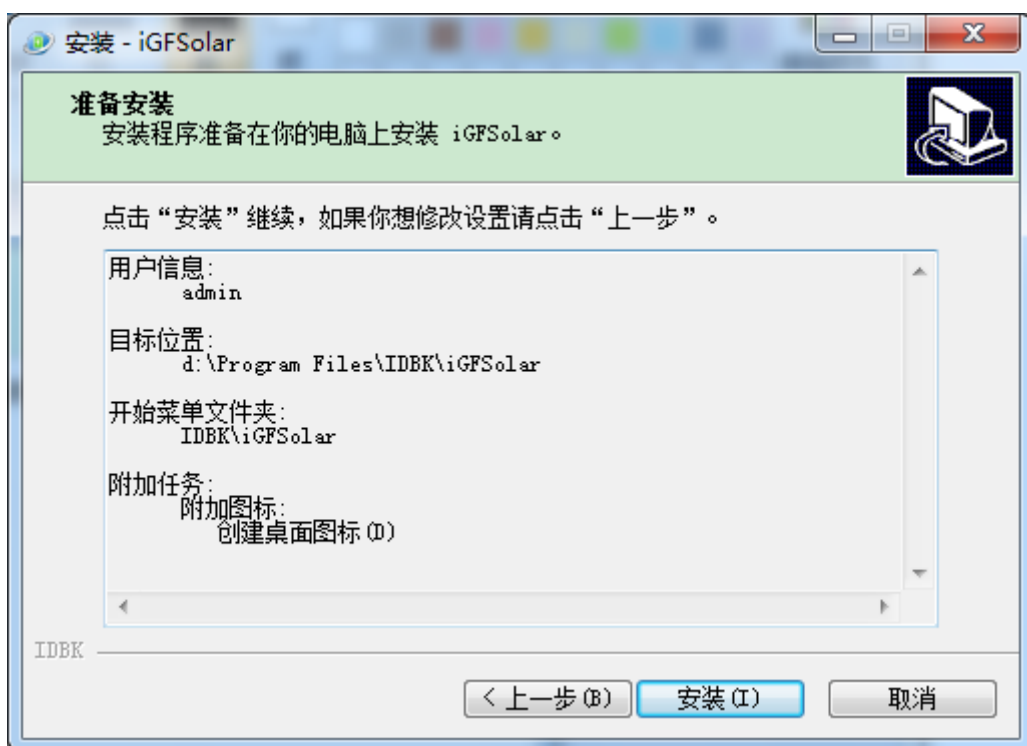 安装 - iGFSolar
准备安装
安装程序准备在你的电脑上安装 iGFSolar。
点击“安装”继续，如果你想修改设置请点击“上一步”。
用户信息:
admin
目标位置:
d:\Program Files\IDBK\iGFSolar
开始菜单文件夹:
IDBK\iGFSolar
附加任务:
附加图标:
创建桌面图标(D)
IDBK
< 上一步(B)
安装(I)
取消